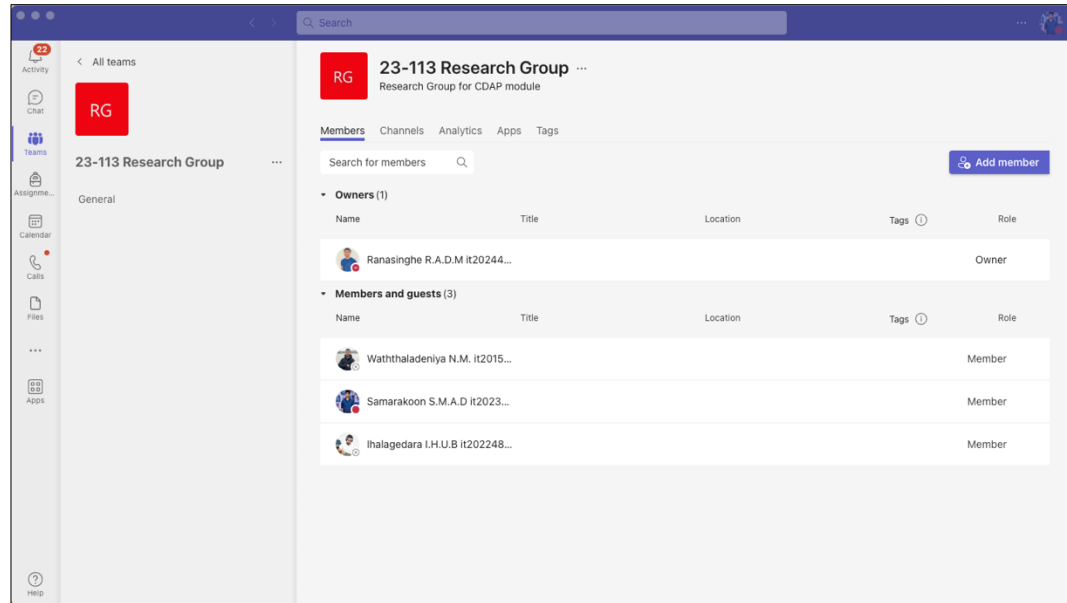 Search
22
Activity
Chat
Teams
Assignme...
Calendar
Calls
Files
Apps
Help
All teams
RG
23-113 Research Group
General
RG
23-113 Research Group
Research Group for CDAP module
Members Channels Analytics Apps Tags
Search for members
Add member
Owners (1)
Name Title Location Tags Role
Ranasinghe R.A.D.M it20244... Owner
Members and guests (3)
Name Title Location Tags Role
Waththaladeniya N.M. it2015... Member
Samarakoon S.M.A.D it2023... Member
Ihalagedara I.H.U.B it202248... Member